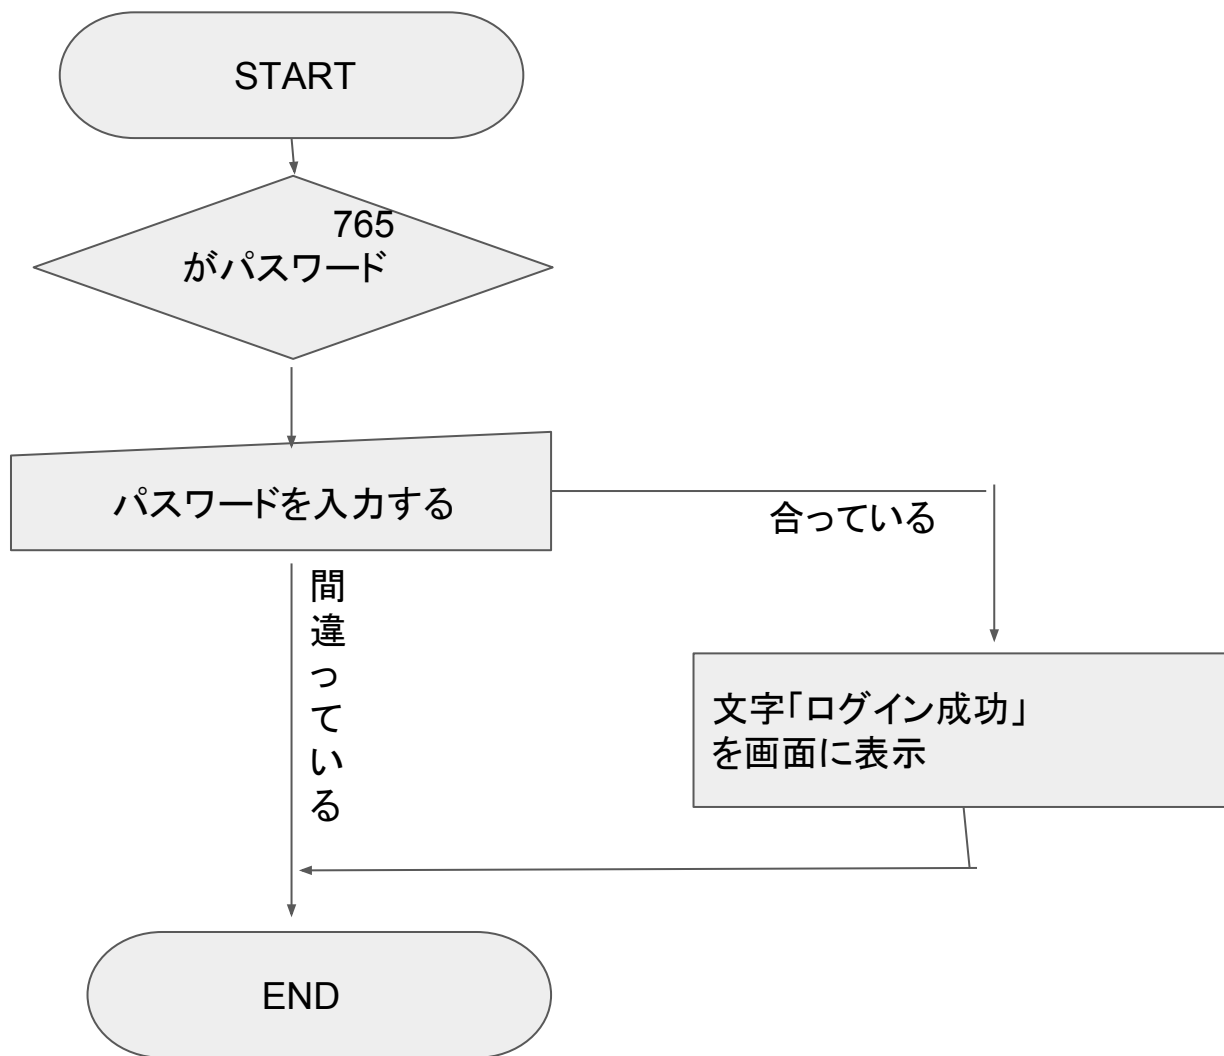 START
765
がパスワード
パスワードを入力する
合っている
間違っている
文字「ログイン成功」
を画面に表示
END